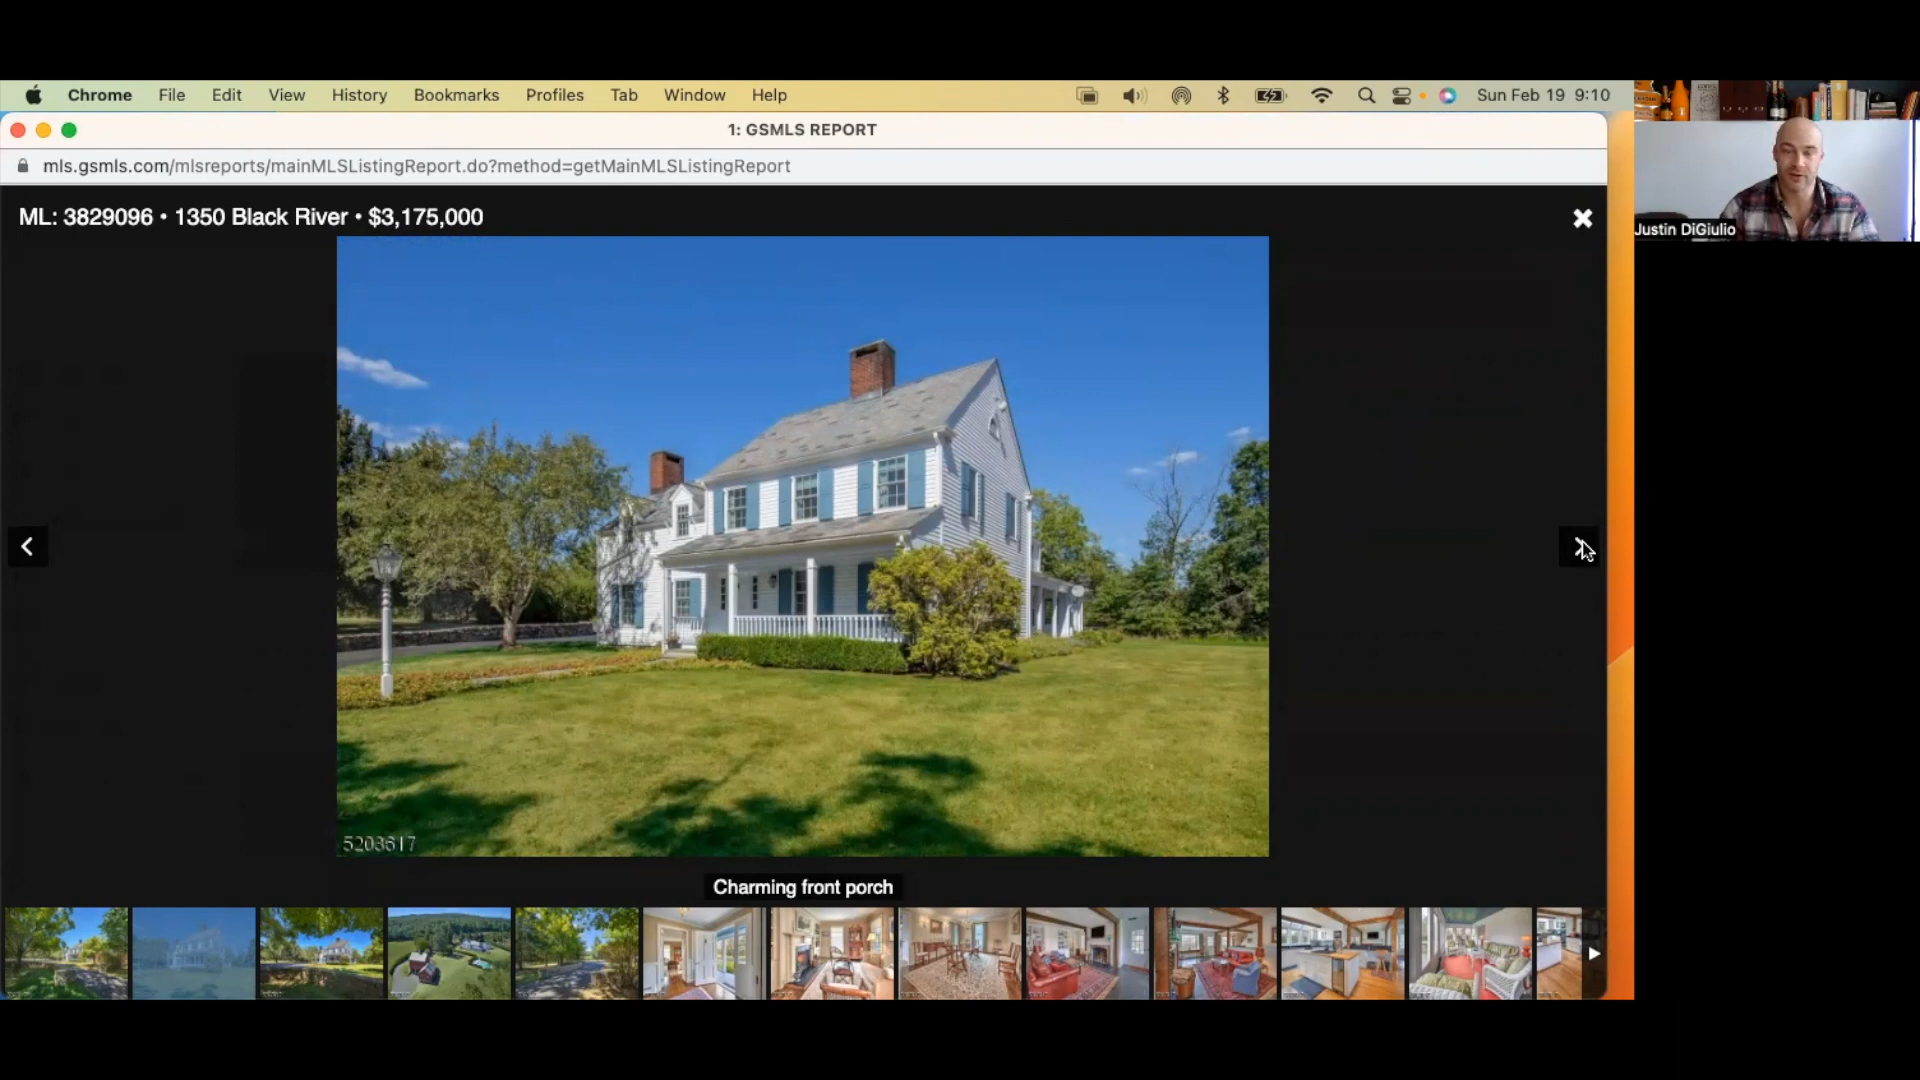 Chrome File Edit View History Bookmarks Profiles Tab Window Help Sun Feb 19 9:10
1: GSMLS REPORT
mls.gsmls.com/mlsreports/mainMLSListingReport.do?method=getMainMLSListingReport
ML: 3829096 • 1350 Black River • $3,175,000
Justin DiGiulio
5203617
Charming front porch